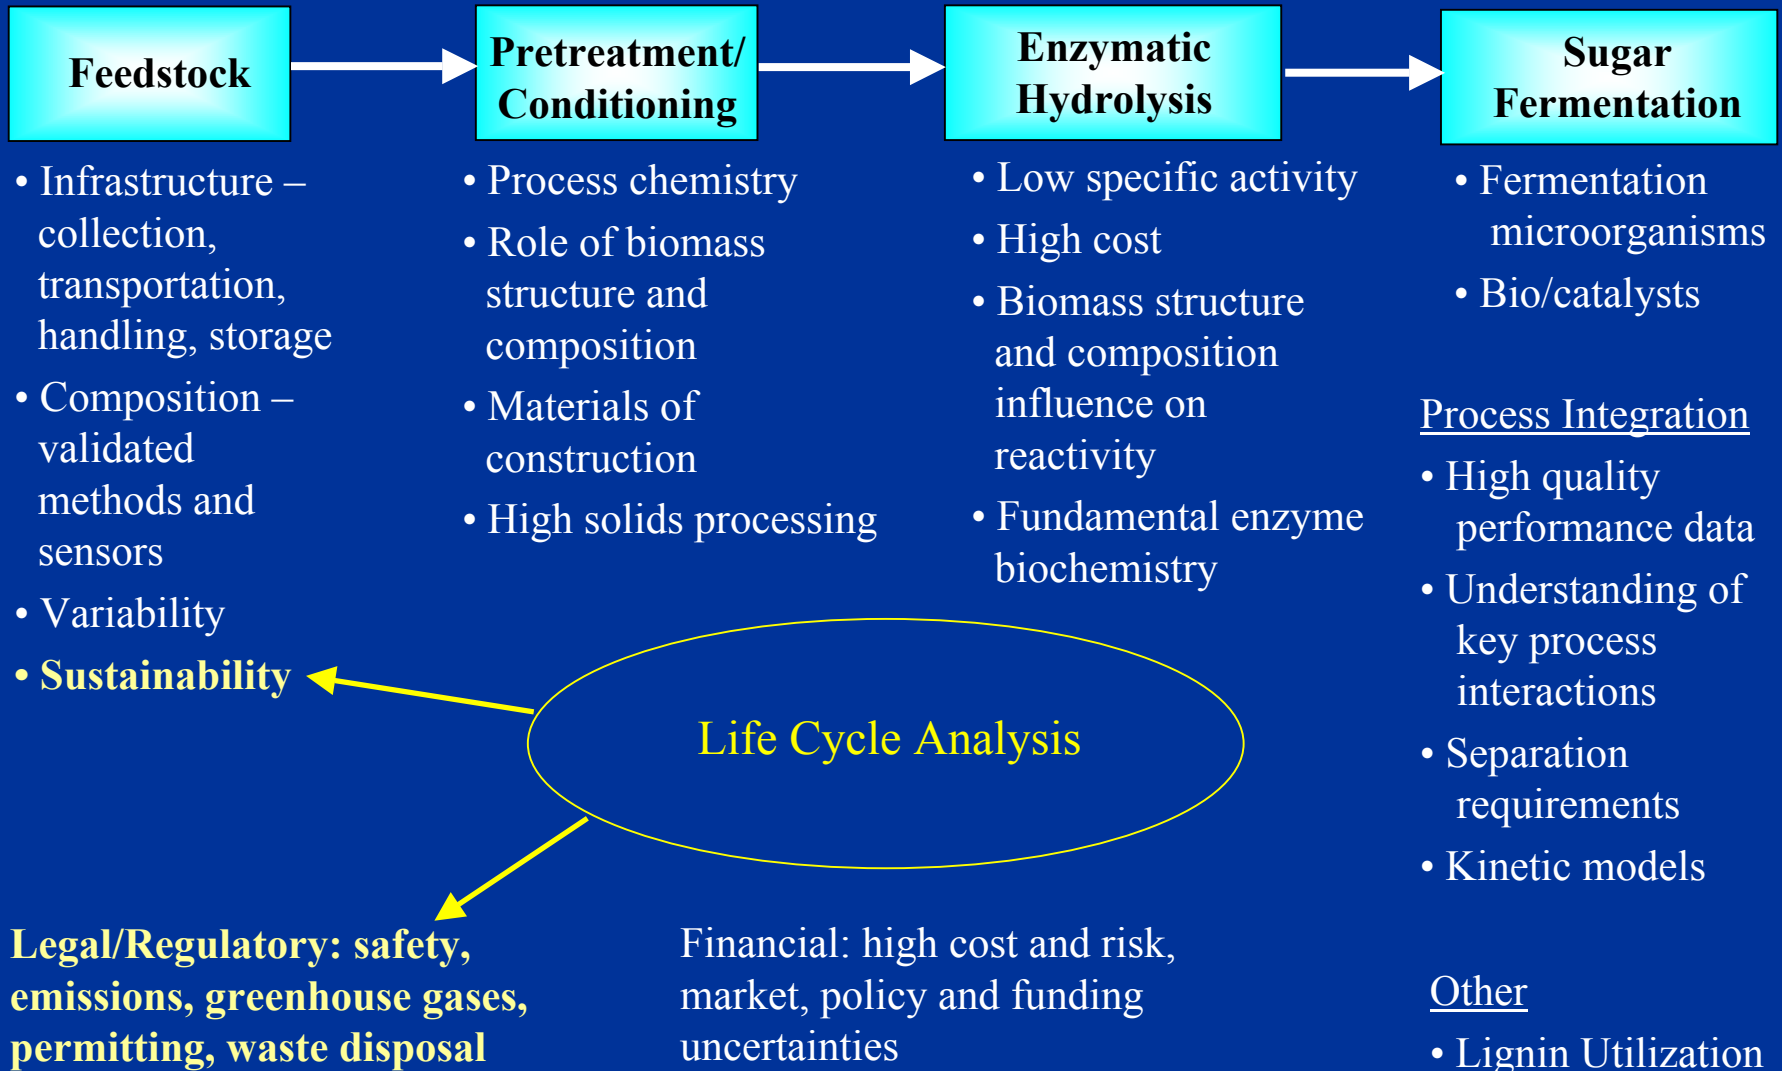 Feedstock
Pretreatment/
Conditioning
Enzymatic
Hydrolysis
Sugar
Fermentation
• Infrastructure –
collection,
transportation,
handling, storage
• Composition –
validated
methods and
sensors
• Variability
• Sustainability
• Process chemistry
• Role of biomass
structure and
composition
• Materials of
construction
• High solids processing
• Low specific activity
• High cost
• Biomass structure
and composition
influence on
reactivity
• Fundamental enzyme
biochemistry
• Fermentation
microorganisms
• Bio/catalysts
Process Integration
• High quality
performance data
• Understanding of
key process
interactions
• Separation
requirements
• Kinetic models
Life Cycle Analysis
Legal/Regulatory: safety,
emissions, greenhouse gases,
permitting, waste disposal
Financial: high cost and risk,
market, policy and funding
uncertainties
Other
• Lignin Utilization